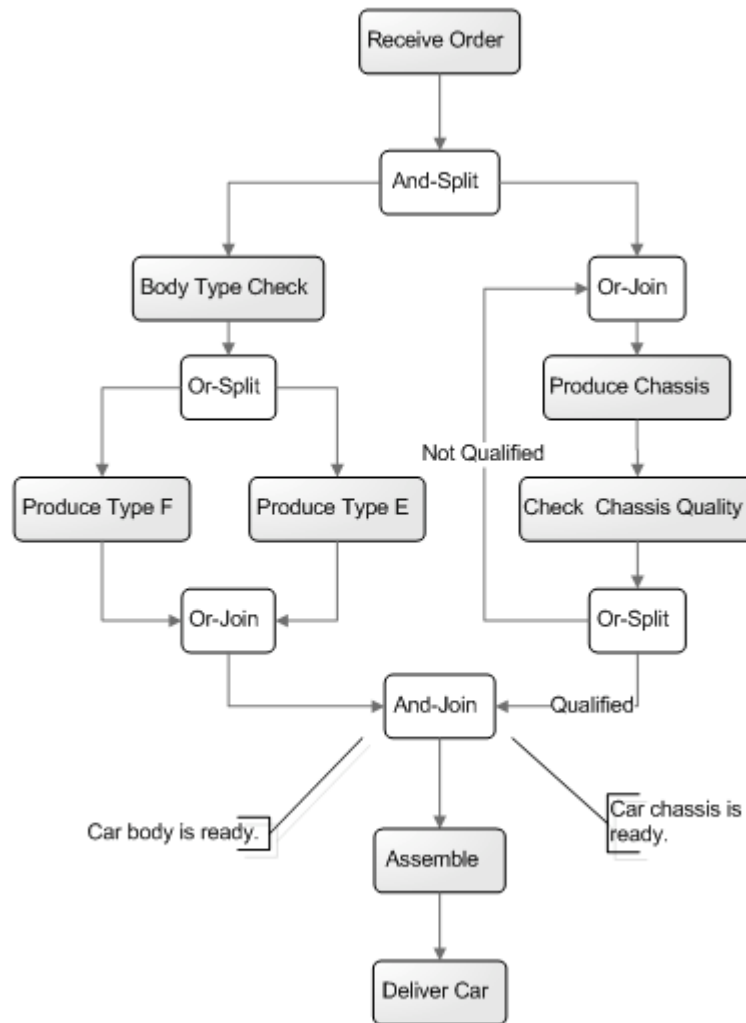 Receive Order
And-Split
Body Type Check
Or-Join
Or-Split
Produce Chassis
Not Qualified
Produce Type F
Produce Type E
Check  Chassis Quality
Or-Join
Or-Split
And-Join
Qualified
Car body is ready.
Car chassis is
ready.
Assemble
Deliver Car